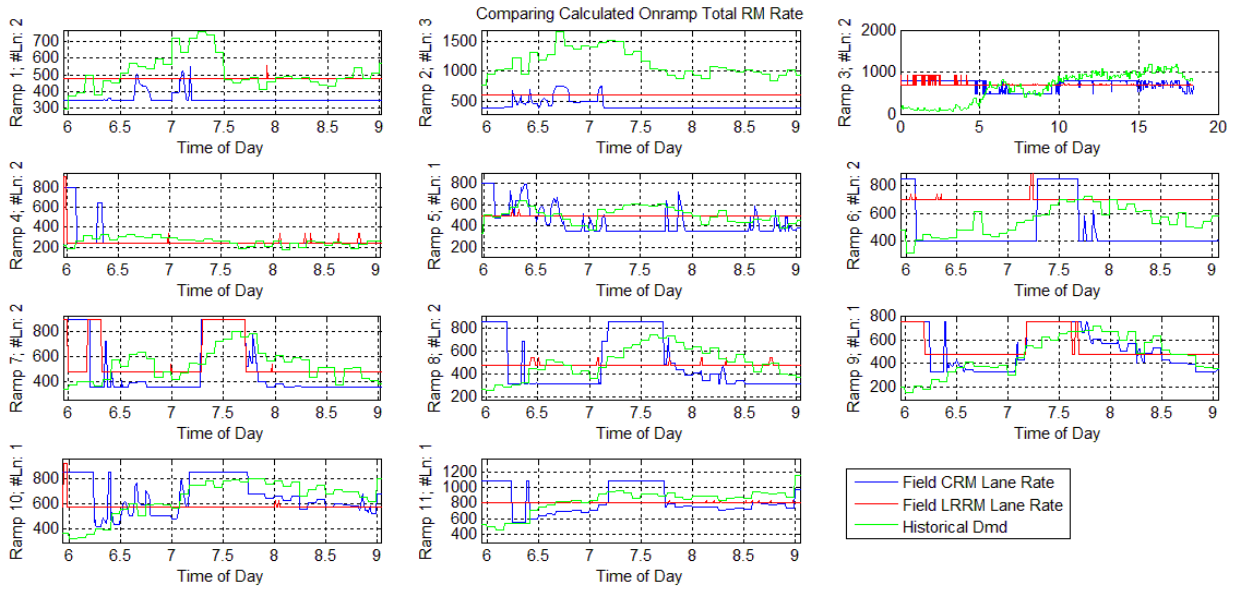 Comparing Calculated Onramp Total RM Rate
Ramp 1; #Ln: 2
700
600
500
400
300
6 6.5 7 7.5 8 8.5 9
Time of Day
Ramp 2; #Ln: 3
1500
1000
500
6 6.5 7 7.5 8 8.5 9
Time of Day
Ramp 3; #Ln: 2
2000
1000
0
0 5 10 15 20
Time of Day
Ramp 4; #Ln: 2
800
600
400
200
6 6.5 7 7.5 8 8.5 9
Time of Day
Ramp 5; #Ln: 1
800
600
400
200
6 6.5 7 7.5 8 8.5 9
Time of Day
Ramp 6; #Ln: 2
800
600
400
6 6.5 7 7.5 8 8.5 9
Time of Day
Ramp 7; #Ln: 2
800
600
400
6 6.5 7 7.5 8 8.5 9
Time of Day
Ramp 8; #Ln: 2
800
600
400
200
6 6.5 7 7.5 8 8.5 9
Time of Day
Ramp 9; #Ln: 1
800
600
400
200
6 6.5 7 7.5 8 8.5 9
Time of Day
Ramp 10; #Ln: 1
800
600
400
6 6.5 7 7.5 8 8.5 9
Time of Day
Ramp 11; #Ln: 1
1200
1000
800
600
400
6 6.5 7 7.5 8 8.5 9
Time of Day
Field CRM Lane Rate
Field LRRM Lane Rate
Historical Dmd